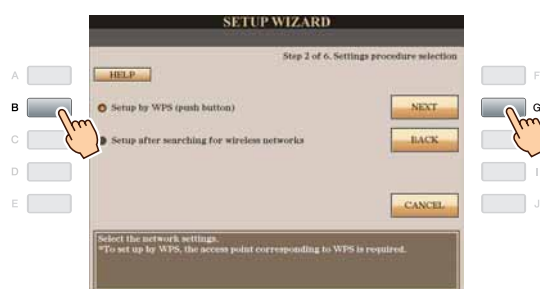 SETUP WIZARD
Step 2 of 6. Settings procedure selection
HELP
A
F
B
Setup by WPS (push button)
NEXT
G
C
Setup after searching for wireless networks
BACK
D
I
E
CANCEL
J
Select the network settings.
*To set up by WPS, the access point corresponding to WPS is required.